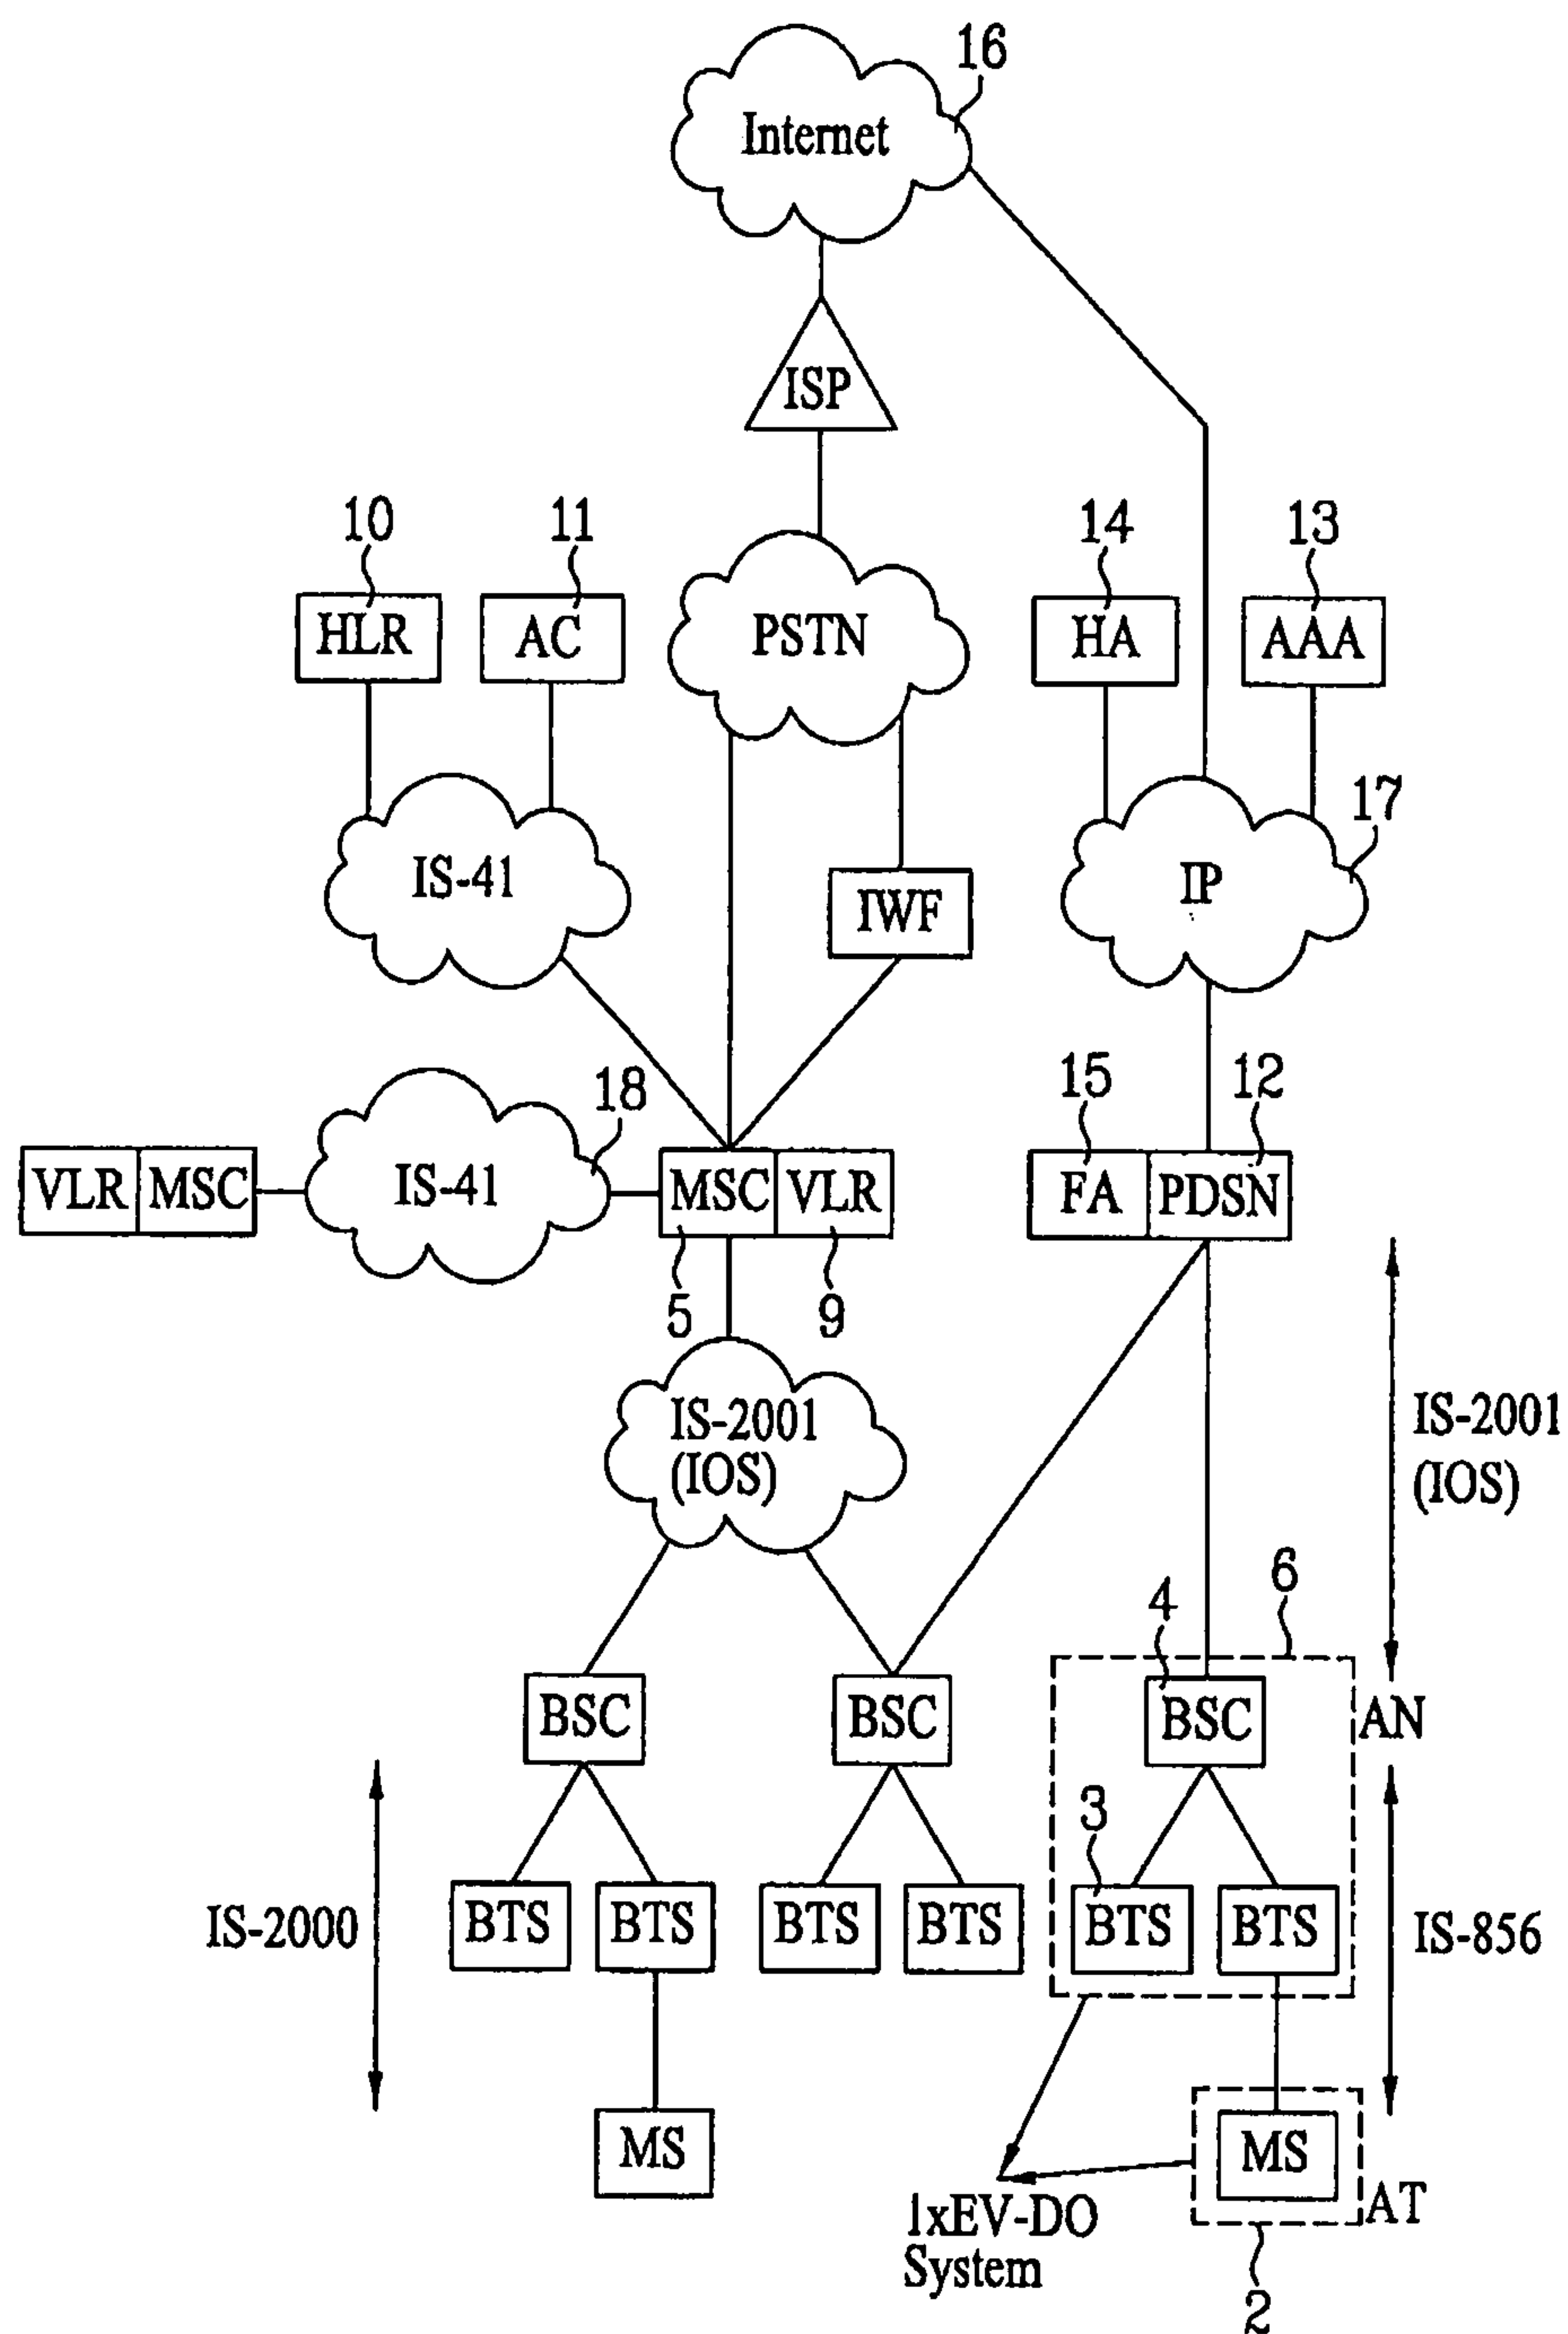 16
Internet
ISP
10
11
14
13
HLR
AC
PSTN
HA
AAA
17
IS-41
IWF
IP
18
15
12
VLR
MSC
IS-41
MSC
VLR
FA
PDSN
5
9
IS-2001
(IOS)
IS-2001
(IOS)
6
4
BSC
BSC
BSC
AN
3
IS-2000
BTS
BTS
BTS
BTS
BTS
BTS
IS-856
MS
MS
1xEV-DO
System
AT
2